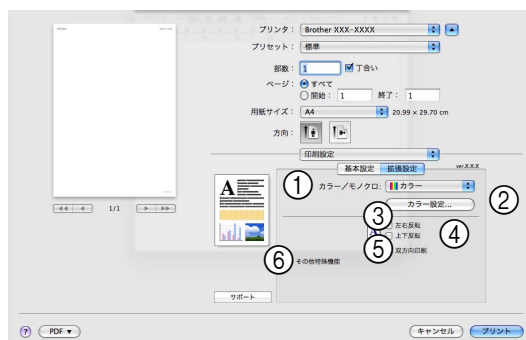 プリンタ： Brother XXX-XXXX
プリセット： 標準
部数： 1 丁合い
ページ： すべて
開始： 1 終了： 1
用紙サイズ： A4 20.99 × 29.70 cm
方向：
印刷設定
基本設定 拡張設定 ver.X.X.X
① カラー／モノクロ： カラー
② カラー設定...
1/1
③ 左右反転
④ 上下反転
⑤ 双方向印刷
⑥ その他特殊機能
A
サポート
? PDF▼ キャンセル プリント